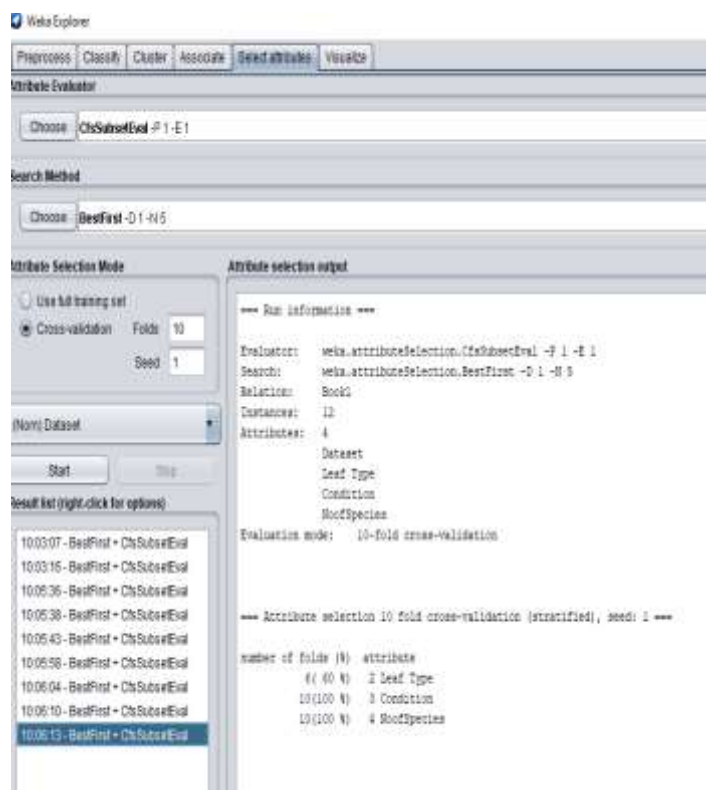 Weka Explorer
Preprocess Classify Cluster Associate Select attributes Visualize
Attribute Evaluator
Choose CfsSubsetEval -P 1 -E 1
Search Method
Choose BestFirst -D 1 -N 5
Attribute Selection Mode
Use full training set
Cross-validation Folds 10
Seed 1
(Nom) Dataset
Start Stop
Result list (right-click for options)
10:03:07 - BestFirst + CfsSubsetEval
10:03:16 - BestFirst + CfsSubsetEval
10:05:36 - BestFirst + CfsSubsetEval
10:05:38 - BestFirst + CfsSubsetEval
10:05:43 - BestFirst + CfsSubsetEval
10:05:58 - BestFirst + CfsSubsetEval
10:06:04 - BestFirst + CfsSubsetEval
10:06:10 - BestFirst + CfsSubsetEval
10:06:13 - BestFirst + CfsSubsetEval
Attribute selection output
=== Run information ===
Evaluator: weka.attributeSelection.CfsSubsetEval -P 1 -E 1
Search: weka.attributeSelection.BestFirst -D 1 -N 5
Relation: Book1
Instances: 12
Attributes: 4
Dataset
Leaf Type
Condition
NoofSpecies
Evaluation mode: 10-fold cross-validation
=== Attribute selection 10 fold cross-validation (stratified), seed: 1 ===
number of folds (%) attribute
6( 60 %) 2 Leaf Type
10(100 %) 3 Condition
10(100 %) 4 NoofSpecies